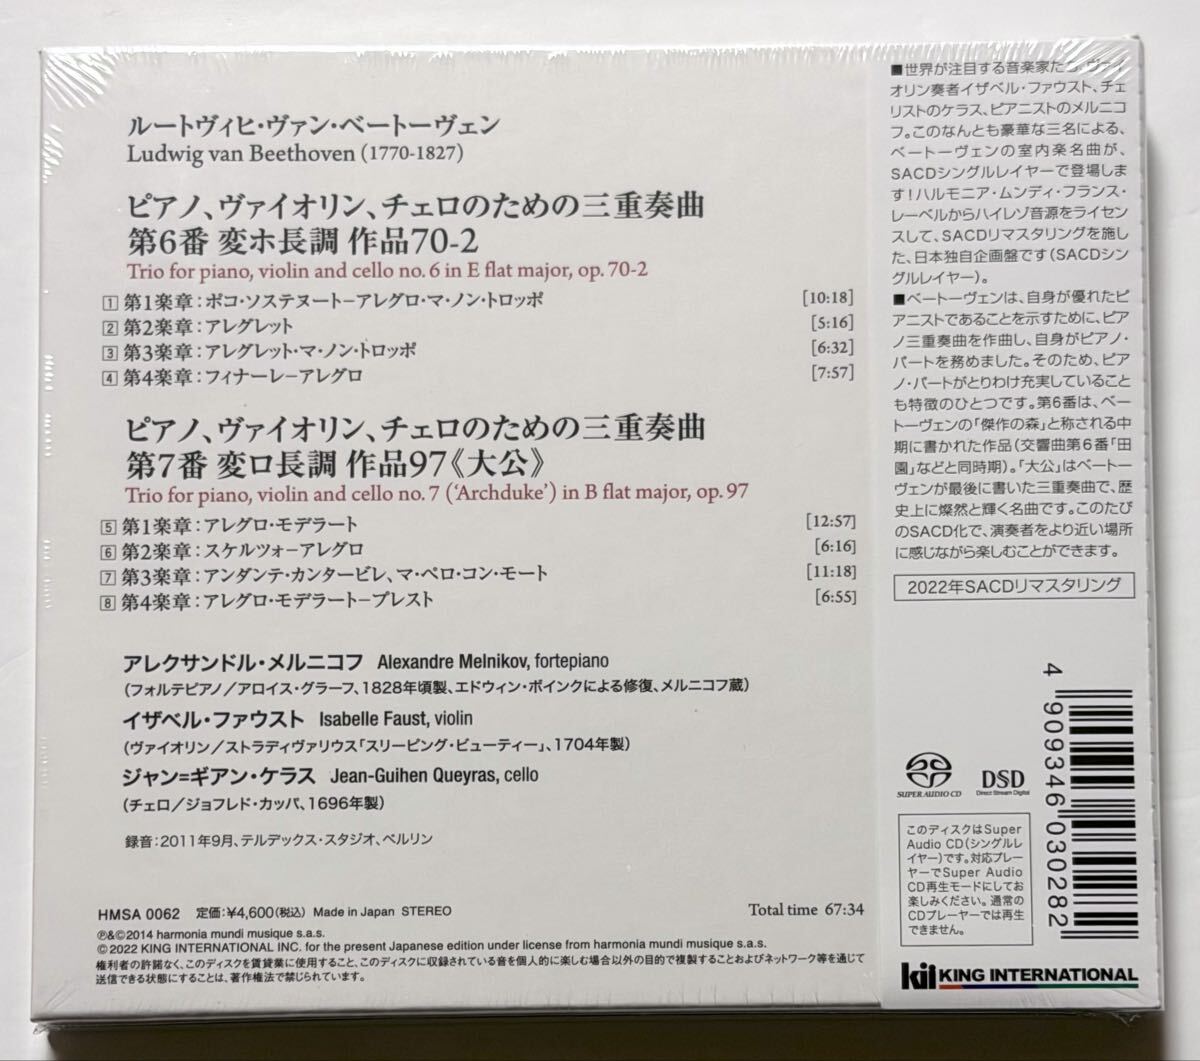 ルートヴィヒ・ヴァン・ベートーヴェン
Ludwig van Beethoven (1770-1827)
ピアノ、ヴァイオリン、チェロのための三重奏曲
第6番 変ホ長調 作品70-2
Trio for piano, violin and cello no. 6 in E flat major, op. 70-2
1 第1楽章：ポコ・ソステヌート−アレグロ・マ・ノン・トロッポ [10:18]
2 第2楽章：アレグレット [5:16]
3 第3楽章：アレグレット・マ・ノン・トロッポ [6:32]
4 第4楽章：フィナーレ−アレグロ [7:57]
ピアノ、ヴァイオリン、チェロのための三重奏曲
第7番 変ロ長調 作品97《大公》
Trio for piano, violin and cello no. 7 (‘Archduke’) in B flat major, op. 97
5 第1楽章：アレグロ・モデラート [12:57]
6 第2楽章：スケルツォ−アレグロ [6:16]
7 第3楽章：アンダンテ・カンタービレ、マ・ペロ・コン・モート [11:18]
8 第4楽章：アレグロ・モデラート−プレスト [6:55]
アレクサンドル・メルニコフ Alexandre Melnikov, fortepiano
（フォルテピアノ／アロイス・グラーフ、1828年頃製、エドウィン・ボインクによる修復、メルニコフ蔵）
イザベル・ファウスト Isabelle Faust, violin
（ヴァイオリン／ストラディヴァリウス「スリーピング・ビューティー」、1704年製）
ジャン=ギアン・ケラス Jean-Guihen Queyras, cello
（チェロ／ジョフレド・カッパ、1696年製）
録音：2011年9月、テルデックス・スタジオ、ベルリン
HMSA 0062 定価：¥4,600（税込） Made in Japan STEREO
Total time 67:34
℗&©2014 harmonia mundi musique s.a.s.
©2022 KING INTERNATIONAL INC. for the present Japanese edition under license from harmonia mundi musique s.a.s.
権利者の許諾なく、このディスクを賃貸業に使用すること、このディスクに収録されている音を個人的に楽しむ場合以外の目的で複製することおよびネットワーク等を通じて
送信できる状態にすることは、著作権法で禁じられています。
■世界が注目する音楽家たち、ヴァイ
オリン奏者イザベル・ファウスト、チェ
リストのケラス、ピアニストのメルニコ
フ。このなんとも豪華な三名による、
ベートーヴェンの室内楽名曲が、
SACDシングルレイヤーで登場しま
す！ハルモニア・ムンディ・フランス・
レーベルからハイレゾ音源をライセン
スして、SACDリマスタリングを施し
た、日本独自企画盤です（SACDシン
グルレイヤー）。
■ベートーヴェンは、自身が優れたピ
アニストであることを示すために、ピア
ノ三重奏曲を作曲し、自身がピアノ・
パートを務めました。そのため、ピア
ノ・パートがとりわけ充実していること
も特徴のひとつです。第6番は、ベー
トーヴェンの「傑作の森」と称される中
期に書かれた作品（交響曲第6番「田
園」などと同時期）。「大公」はベートー
ヴェンが最後に書いた三重奏曲で、歴
史上に燦然と輝く名曲です。このたび
のSACD化で、演奏者をより近い場所
に感じながら楽しむことができます。
2022年SACDリマスタリング
SUPER AUDIO CD
DSD
Direct Stream Digital
このディスクはSuper
Audio CD（シングルレ
イヤー）です。対応プレー
ヤーでSuper Audio
CD再生モードにしてお
楽しみください。通常の
CDプレーヤーでは再生
できません。
4 909346 030282
kii KING INTERNATIONAL